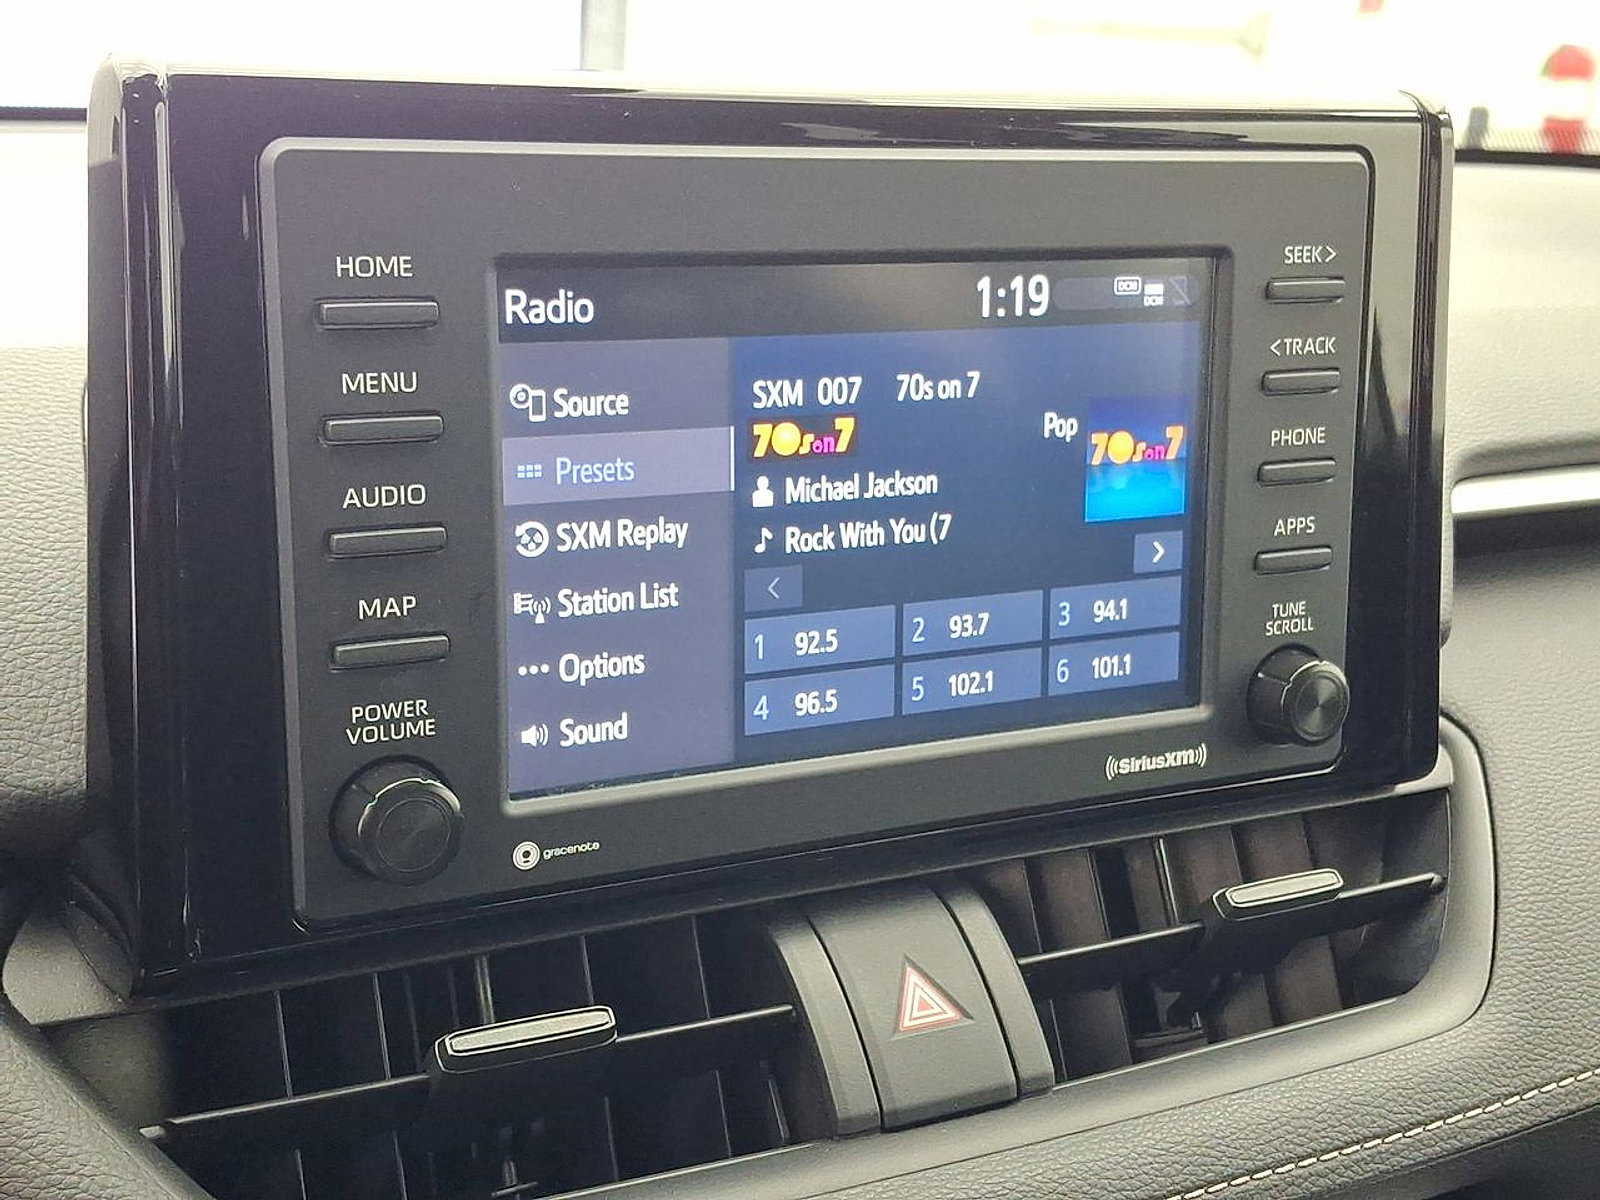 HOME
MENU
AUDIO
MAP
POWER
VOLUME
Radio
1:19
DCM
DCM
Source
Presets
SXM Replay
Station List
Options
Sound
SXM 007 70s on 7
70s on 7
Pop
70s on 7
Michael Jackson
Rock With You (7
<
>
1 92.5
2 93.7
3 94.1
4 96.5
5 102.1
6 101.1
SEEK>
<TRACK
PHONE
APPS
TUNE
SCROLL
gracenote
((SiriusXM))